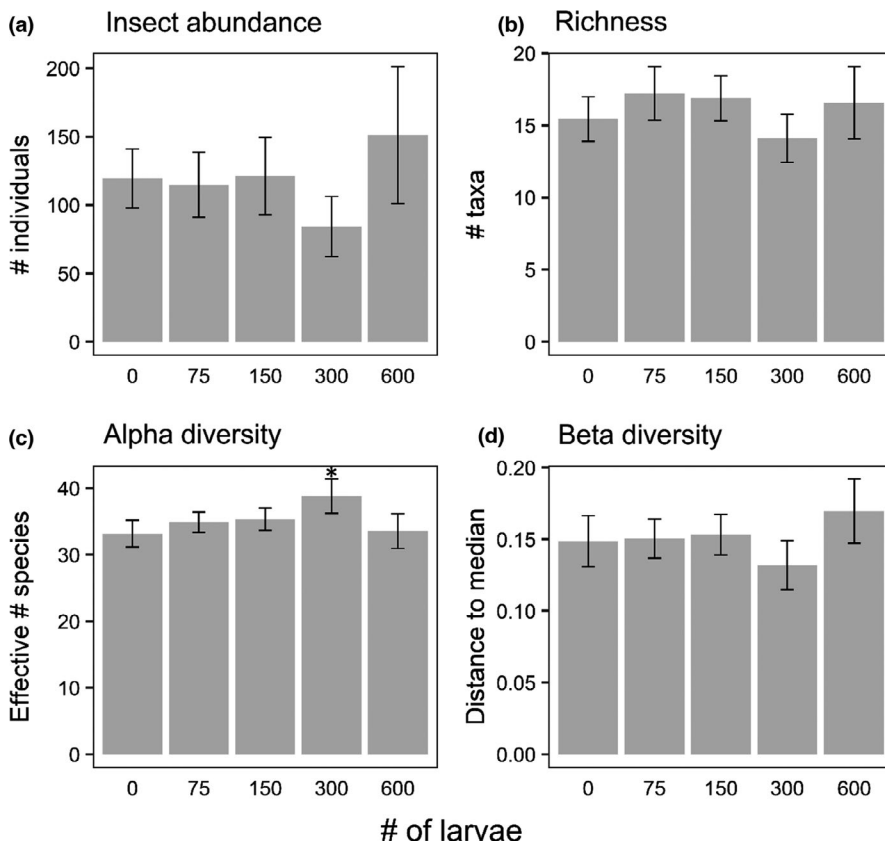 (a) Insect abundance
# individuals
200
150
100
50
0
0 75 150 300 600
(b) Richness
# taxa
20
15
10
5
0
0 75 150 300 600
(c) Alpha diversity
Effective # species
40
30
20
10
0
*
0 75 150 300 600
(d) Beta diversity
Distance to median
0.20
0.15
0.10
0.05
0.00
0 75 150 300 600
# of larvae